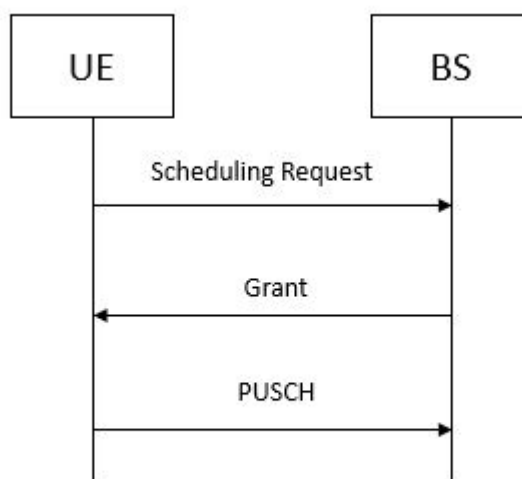 UE
BS
Scheduling Request
Grant
PUSCH